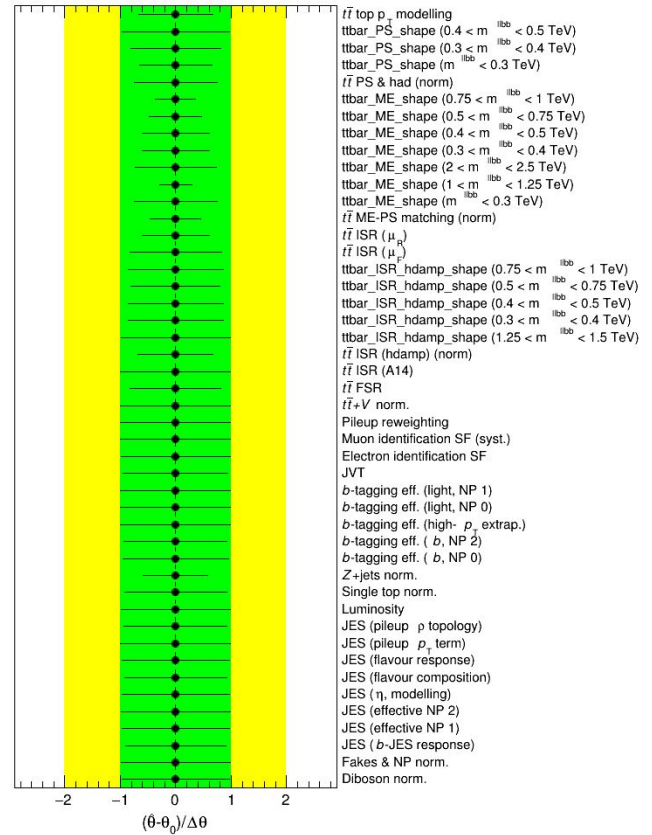 tt̄ top p_T modelling
ttbar_PS_shape (0.4 < m^llbb < 0.5 TeV)
ttbar_PS_shape (0.3 < m^llbb < 0.4 TeV)
ttbar_PS_shape (m^llbb < 0.3 TeV)
tt̄ PS & had (norm)
ttbar_ME_shape (0.75 < m^llbb < 1 TeV)
ttbar_ME_shape (0.5 < m^llbb < 0.75 TeV)
ttbar_ME_shape (0.4 < m^llbb < 0.5 TeV)
ttbar_ME_shape (0.3 < m^llbb < 0.4 TeV)
ttbar_ME_shape (2 < m^llbb < 2.5 TeV)
ttbar_ME_shape (1 < m^llbb < 1.25 TeV)
ttbar_ME_shape (m^llbb < 0.3 TeV)
tt̄ ME-PS matching (norm)
tt̄ ISR (μ_R)
tt̄ ISR (μ_F)
ttbar_ISR_hdamp_shape (0.75 < m^llbb < 1 TeV)
ttbar_ISR_hdamp_shape (0.5 < m^llbb < 0.75 TeV)
ttbar_ISR_hdamp_shape (0.4 < m^llbb < 0.5 TeV)
ttbar_ISR_hdamp_shape (0.3 < m^llbb < 0.4 TeV)
ttbar_ISR_hdamp_shape (1.25 < m^llbb < 1.5 TeV)
tt̄ ISR (hdamp) (norm)
tt̄ ISR (A14)
tt̄ FSR
tt̄+V norm.
Pileup reweighting
Muon identification SF (syst.)
Electron identification SF
JVT
b-tagging eff. (light, NP 1)
b-tagging eff. (light, NP 0)
b-tagging eff. (high- p_T extrap.)
b-tagging eff. ( b, NP 2)
b-tagging eff. ( b, NP 0)
Z+jets norm.
Single top norm.
Luminosity
JES (pileup ρ topology)
JES (pileup p_T term)
JES (flavour response)
JES (flavour composition)
JES (η, modelling)
JES (effective NP 2)
JES (effective NP 1)
JES ( b-JES response)
Fakes & NP norm.
Diboson norm.
−2 −1 0 1 2
(θ̂-θ_0)/Δθ